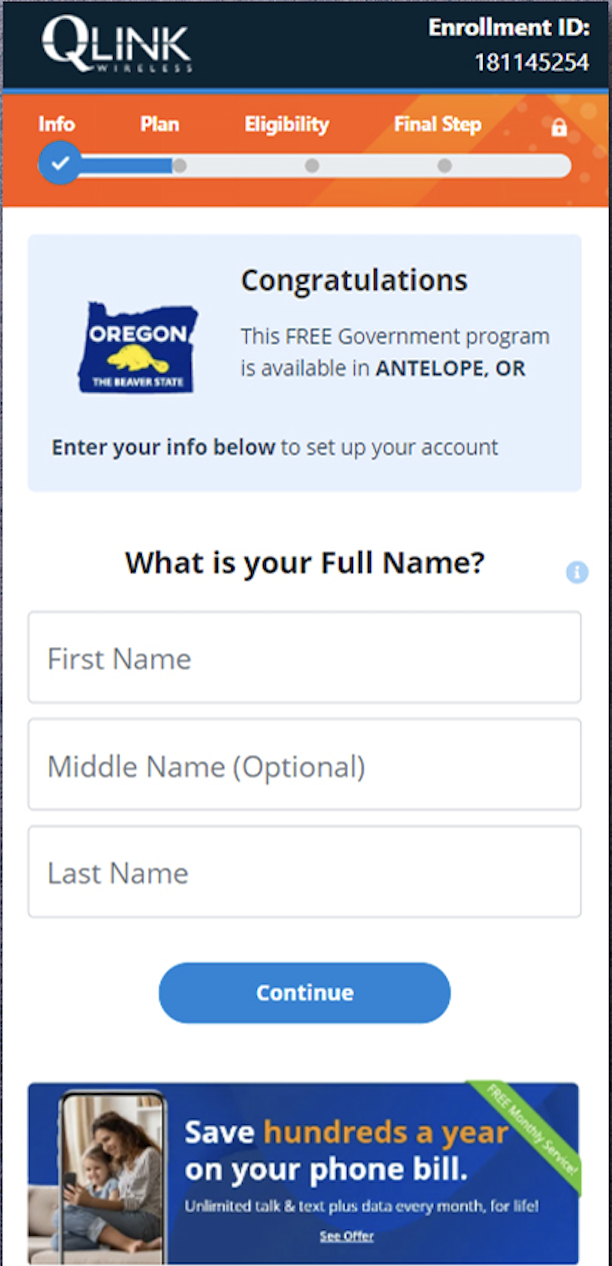 QLINK
WIRELESS
Enrollment ID:
181145254
Info Plan Eligibility Final Step
Congratulations
This FREE Government program
is available in ANTELOPE, OR
OREGON
THE BEAVER STATE
Enter your info below to set up your account
What is your Full Name?
i
First Name
Middle Name (Optional)
Last Name
Continue
FREE Monthly Service!
Save hundreds a year
on your phone bill.
Unlimited talk & text plus data every month, for life!
See Offer